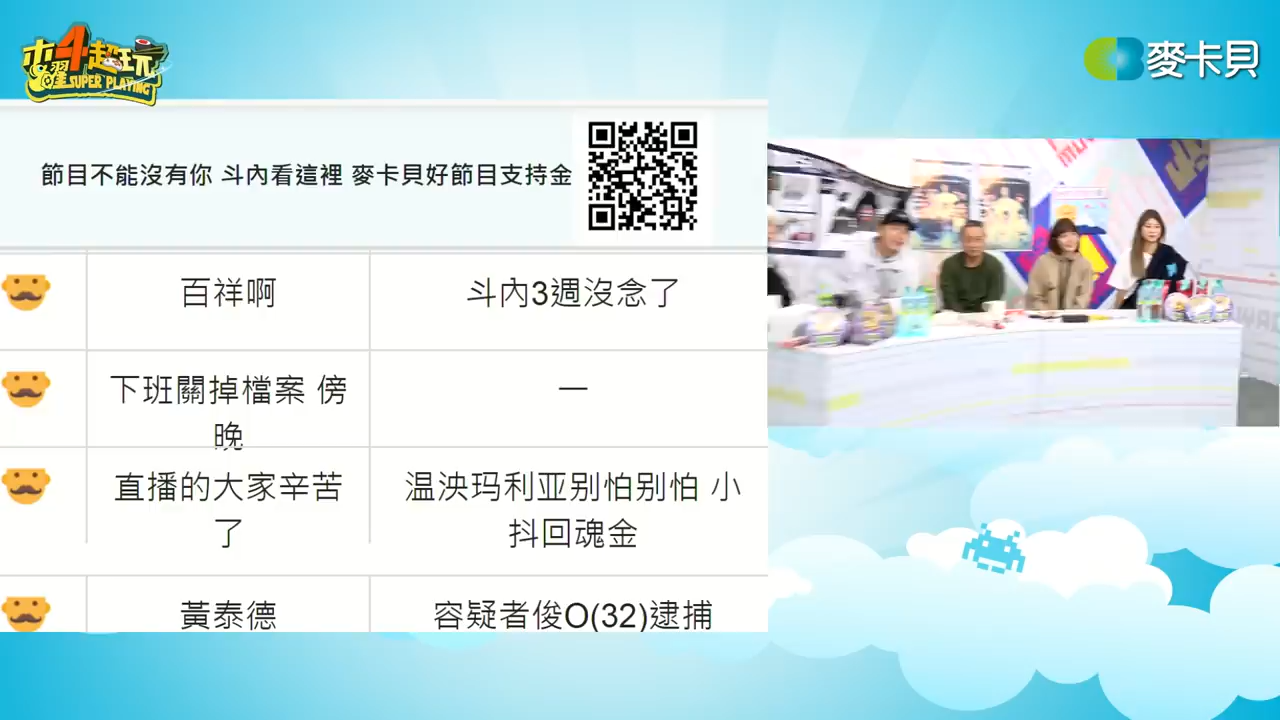 木曜4超玩
SUPER PLAYING
麥卡貝
節目不能沒有你 斗內看這裡 麥卡貝好節目支持金
百祥啊
斗內3週沒念了
下班關掉檔案 傍
晚
一
直播的大家辛苦
了
温泱玛利亚别怕别怕 小
抖回魂金
黃泰德
容疑者俊O(32)逮捕